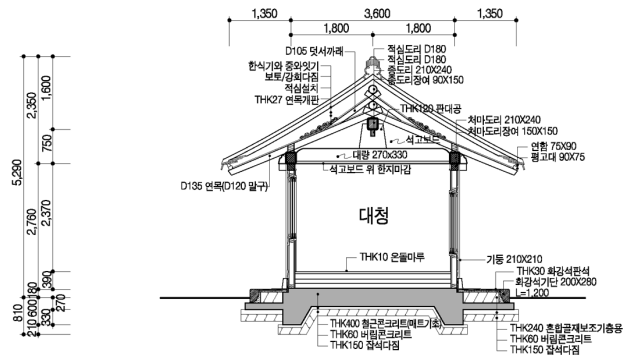 1,350 3,600 1,350
1,800 1,800
D105 덧서까래
한식기와 중와잇기
보토/강회다짐
적심설치
THK27 연목개판
적심도리 D180
적심도리 D180
중도리 210X240
중도리장여 90X150
THK120 판대공
처마도리 210X240
처마도리장여 150X150
석고보드
연함 75X90
평고대 90X75
대량 270x330
석고보드 위 한지마감
D135 연목(D120 말구)
대청
THK10 온돌마루
기둥 210X210
THK30 화강석판석
화강석기단 200X280
L=1,200
THK400 철근콘크리트(매트기초)
THK60 버림콘크리트
THK150 잡석다짐
THK240 혼합골재보조기층용
THK60 버림콘크리트
THK150 잡석다짐
5,290
810
2,350
2,760
600
210
1,600
750
2,370
390
180
330
270